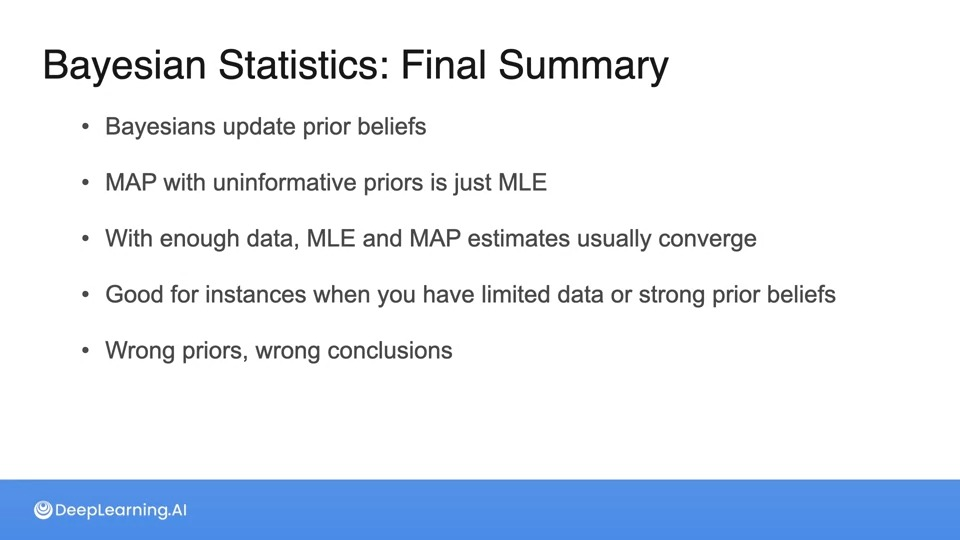 Bayesian Statistics: Final Summary
• Bayesians update prior beliefs
• MAP with uninformative priors is just MLE
• With enough data, MLE and MAP estimates usually converge
• Good for instances when you have limited data or strong prior beliefs
• Wrong priors, wrong conclusions
DeepLearning.AI